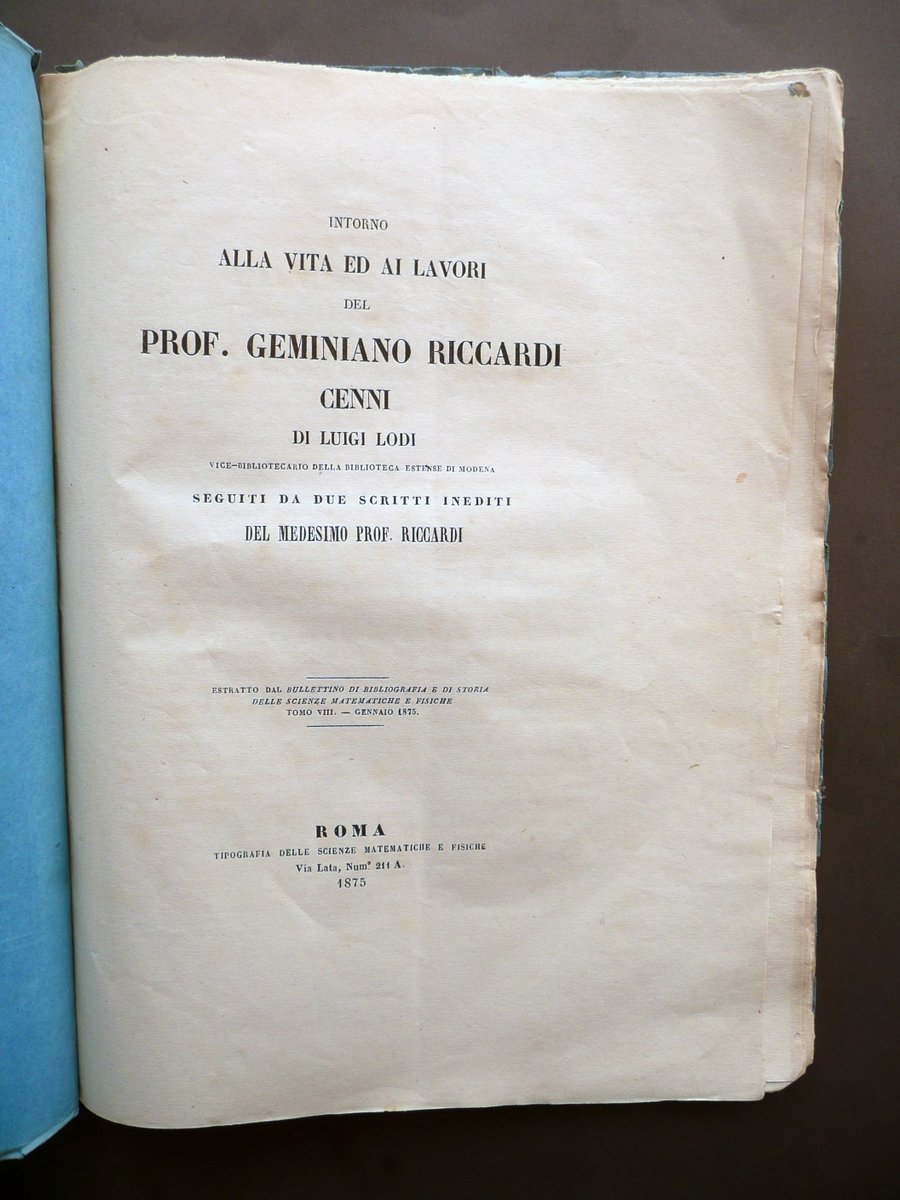 INTORNO
ALLA VITA ED AI LAVORI
DEL
PROF. GEMINIANO RICCARDI
CENNI
DI LUIGI LODI
VICE-BIBLIOTECARIO DELLA BIBLIOTECA ESTENSE DI MODENA
SEGUITI DA DUE SCRITTI INEDITI
DEL MEDESIMO PROF. RICCARDI
ESTRATTO DAL BULLETTINO DI BIBLIOGRAFIA E DI STORIA
DELLE SCIENZE MATEMATICHE E FISICHE
TOMO VIII. — GENNAIO 1875.
ROMA
TIPOGRAFIA DELLE SCIENZE MATEMATICHE E FISICHE
Via Lata, Num.° 211 A.
1875